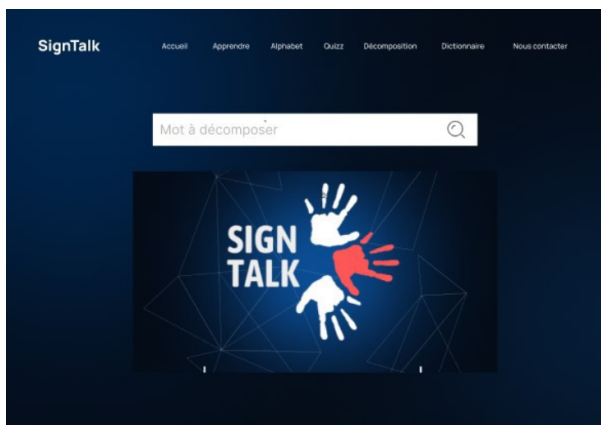 SignTalk
Accueil Apprendre Alphabet Quizz Décomposition Dictionnaire Nous contacter
Mot à décomposer
SIGN
TALK